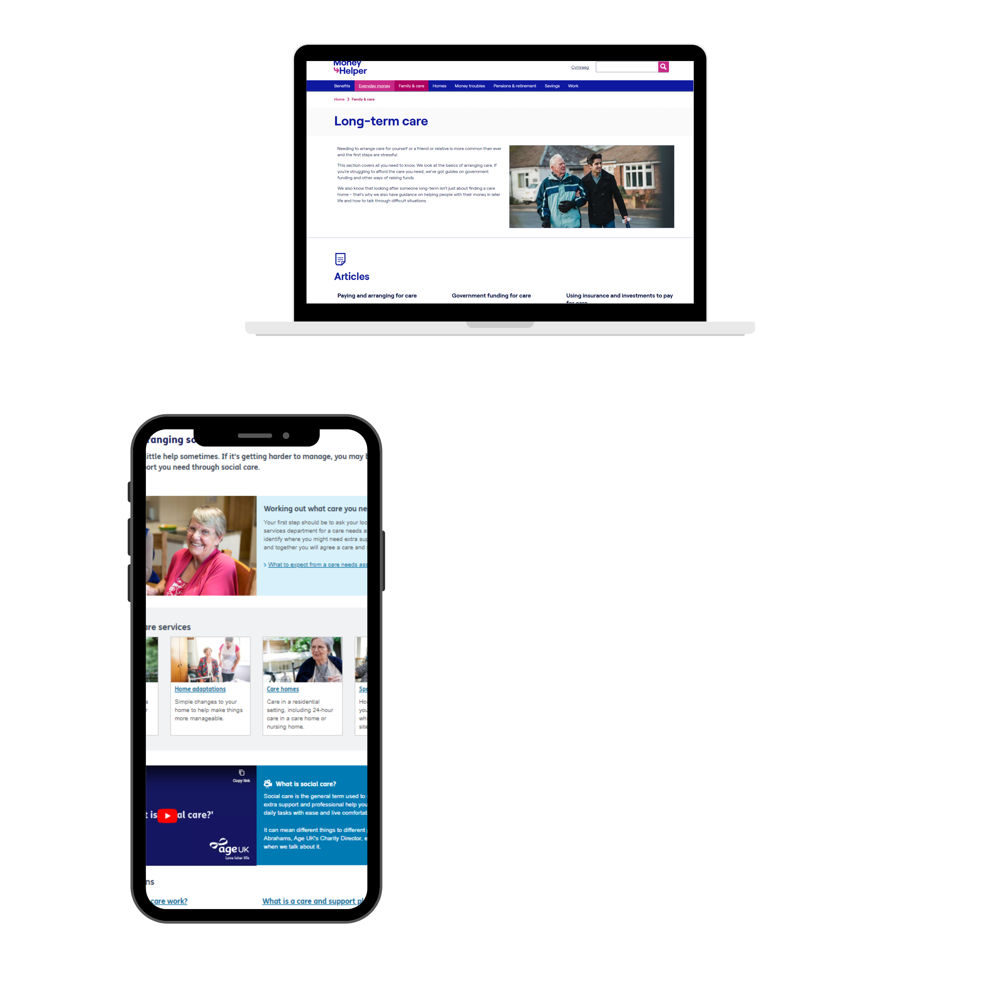 Money
Helper
Cymraeg
Benefits Everyday money Family & care Homes Money troubles Pensions & retirement Savings Work
Home > Family & care
Long-term care
Needing to arrange care for yourself or a friend or relative is more common than ever
and the first steps are stressful.
This section covers all you need to know. We look at the basics of arranging care. If
you're struggling to afford the care you need, we've got guides on government
funding and other ways of raising funds.
We also know that looking after someone long-term isn't just about finding a care
home – that's why we also have guidance on helping people with their money in later
life and how to talk through difficult situations.
Articles
Paying and arranging for care
Government funding for care
Using insurance and investments to pay
for care
ranging so
ittle help sometimes. If it's getting harder to manage, you may b
ort you need through social care.
Working out what care you ne
Your first step should be to ask your loc
services department for a care needs a
identify where you might need extra sup
and together you will agree a care and
> What to expect from a care needs ass
are services
Home adaptations
Simple changes to your
home to help make things
more manageable.
Care homes
Care in a residential
setting, including 24-hour
care in a care home or
nursing home.
Spe
Ho
you
whi
site
Copy link
t is al care?'
age UK
Love later life
What is social care?
Social care is the general term used to
extra support and professional help you
daily tasks with ease and live comfortab
It can mean different things to different
Abrahams, Age UK's Charity Director, e
when we talk about it.
ns
care work?
What is a care and support pl